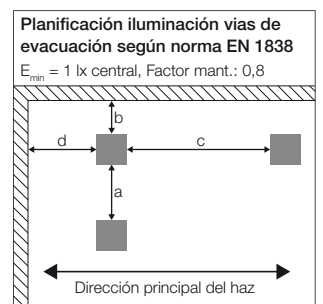 Planificación iluminación vias de
evacuación según norma EN 1838
Emin = 1 lx central, Factor mant.: 0,8
b
d
c
a
Dirección principal del haz